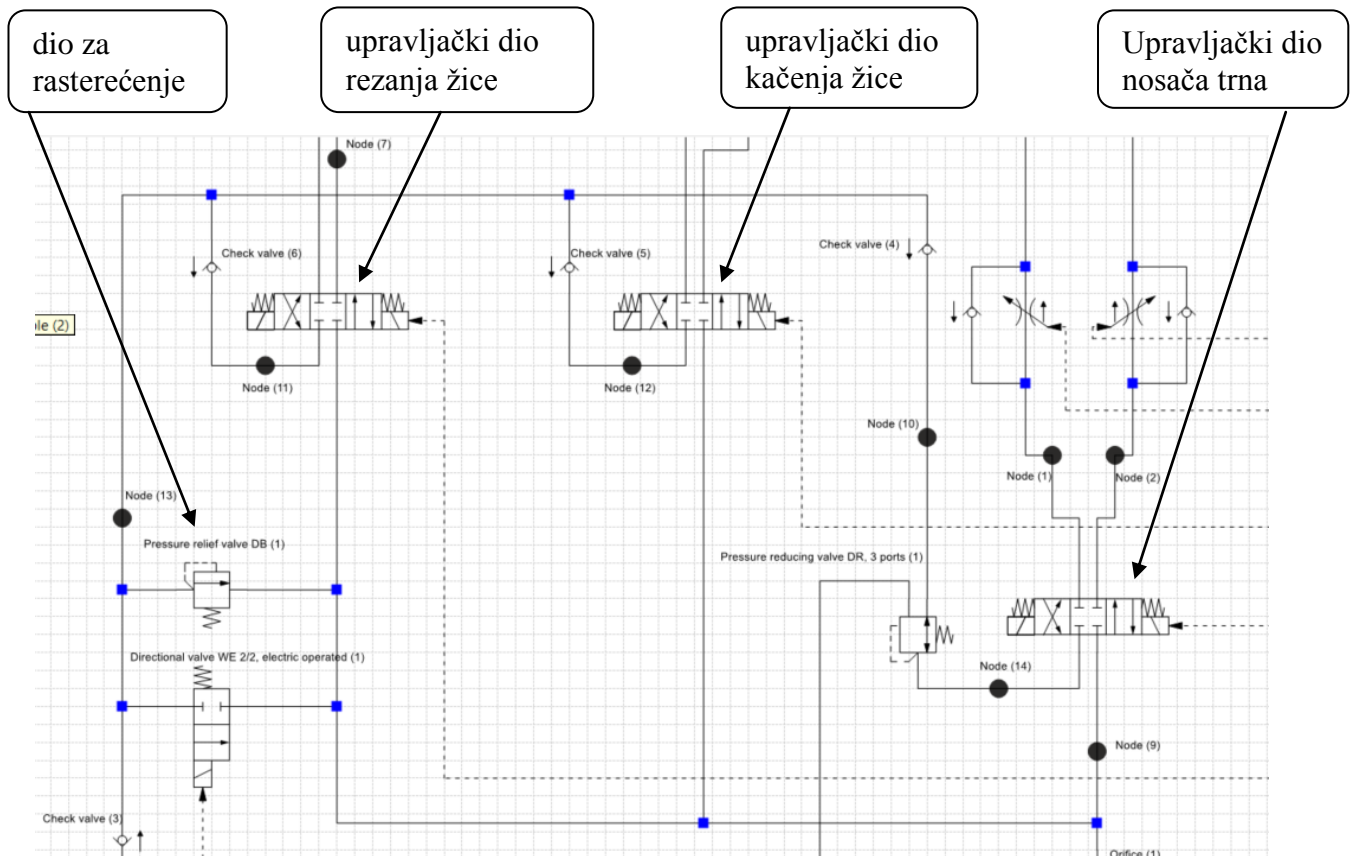 dio za
rasterećenje
upravljački dio
rezanja žice
upravljački dio
kačenja žice
Upravljački dio
nosača trna
Node (7)
Check valve (6)
Check valve (5)
Check valve (4)
ble (2)
Node (11)
Node (12)
Node (10)
Node (1)
Node (2)
Node (13)
Pressure relief valve DB (1)
Pressure reducing valve DR, 3 ports (1)
Directional valve WE 2/2, electric operated (1)
Node (14)
Node (9)
Check valve (3)
Orifice (1)